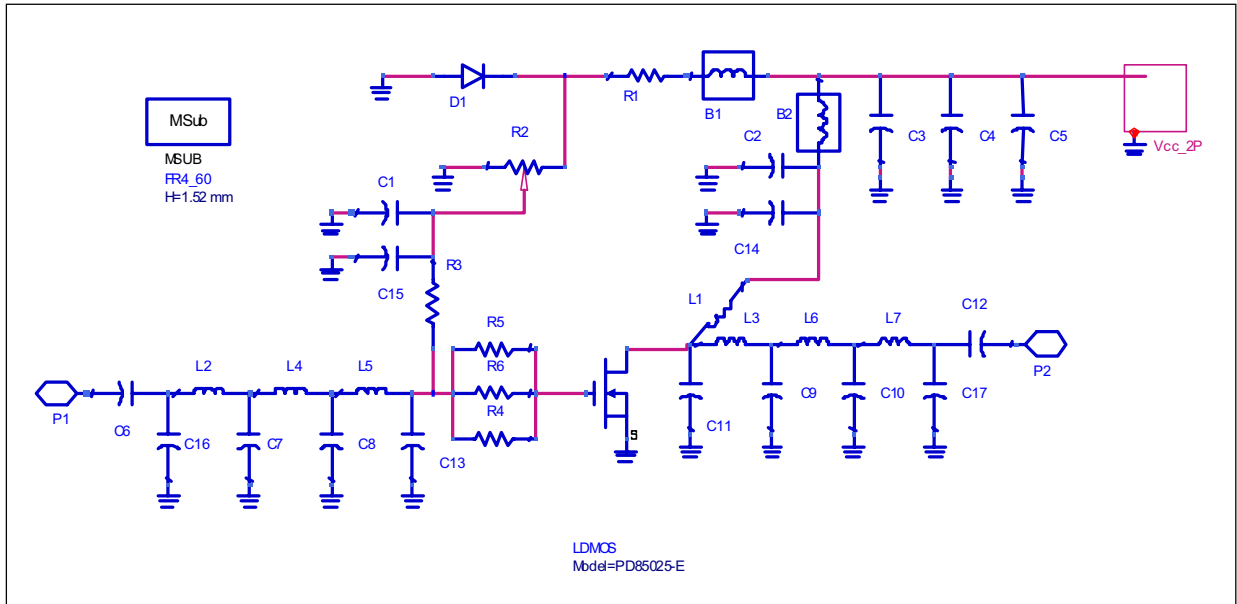 D1
R1
B1
B2
C3
C4
C5
Vcc_2P
MSub
MSUB
FR4_60
H=1.52 mm
R2
C2
C1
C14
C15
R3
L1
C12
L3
L6
L7
R5
R6
R4
L2
L4
L5
P1
C6
C16
C7
C8
C13
S
C11
C9
C10
C17
P2
LDMOS
Model=PD85025-E